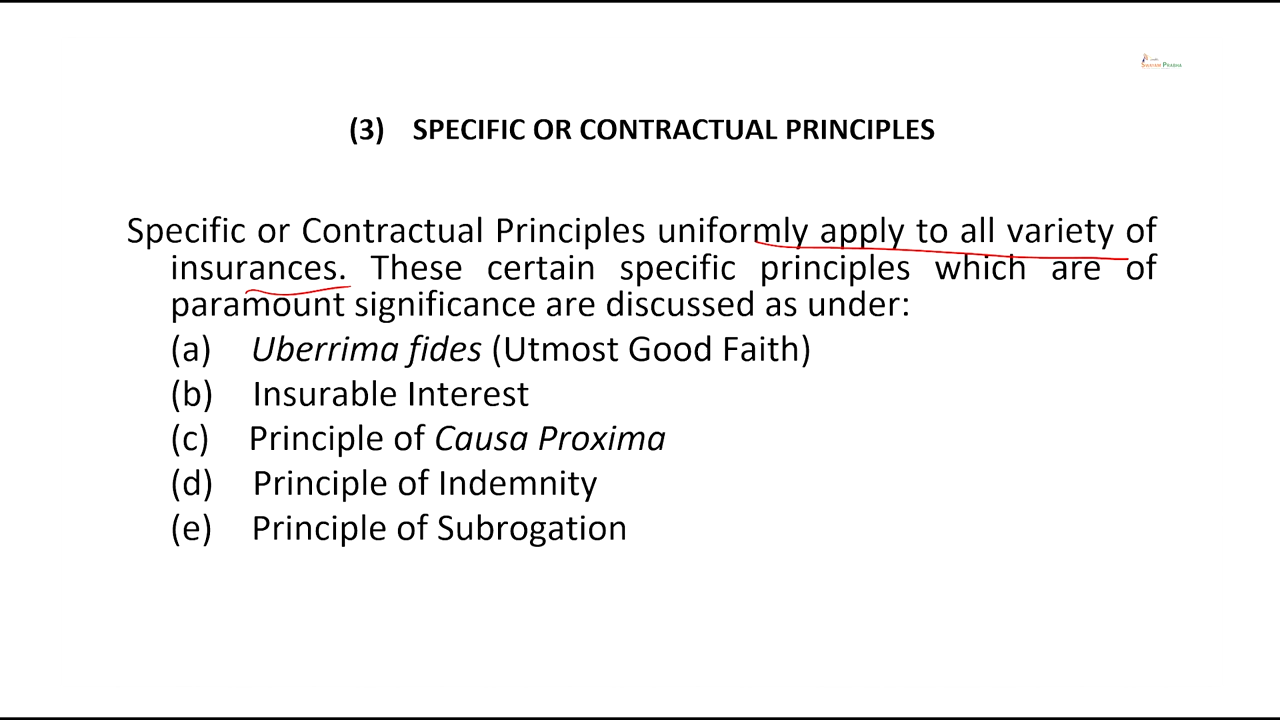 SWAYAM PRABHA
(3) SPECIFIC OR CONTRACTUAL PRINCIPLES
Specific or Contractual Principles uniformly apply to all variety of
insurances. These certain specific principles which are of
paramount significance are discussed as under:
(a) Uberrima fides (Utmost Good Faith)
(b) Insurable Interest
(c) Principle of Causa Proxima
(d) Principle of Indemnity
(e) Principle of Subrogation